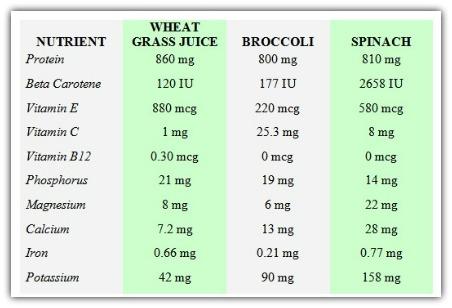 NUTRIENT WHEAT GRASS JUICE BROCCOLI SPINACH
Protein 860 mg 800 mg 810 mg
Beta Carotene 120 IU 177 IU 2658 IU
Vitamin E 880 mcg 220 mcg 580 mcg
Vitamin C 1 mg 25.3 mg 8 mg
Vitamin B12 0.30 mcg 0 mcg 0 mcg
Phosphorus 21 mg 19 mg 14 mg
Magnesium 8 mg 6 mg 22 mg
Calcium 7.2 mg 13 mg 28 mg
Iron 0.66 mg 0.21 mg 0.77 mg
Potassium 42 mg 90 mg 158 mg